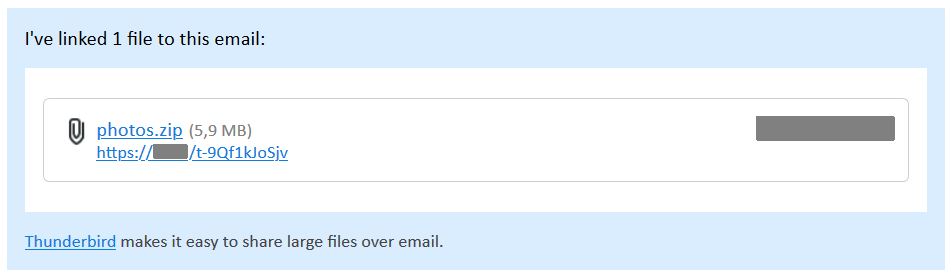 I've linked 1 file to this email:
photos.zip (5,9 MB)
https:///t-9Qf1kJoSjv
Thunderbird makes it easy to share large files over email.